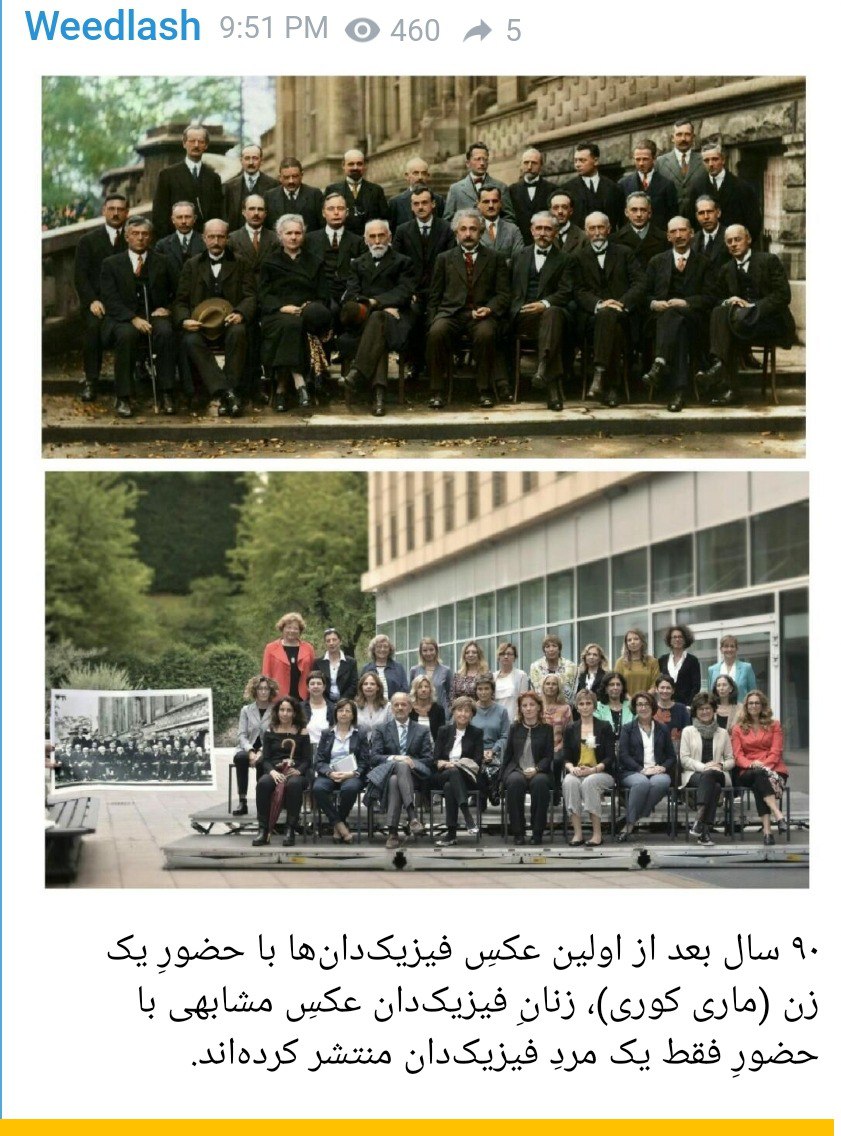 Weedlash 9:51 PM 460 5
۹۰ سال بعد از اولین عکسِ فیزیک‌دان‌ها با حضورِ یک
زن (ماری کوری)، زنانِ فیزیک‌دان عکسِ مشابهی با
حضورِ فقط یک مردِ فیزیک‌دان منتشر کرده‌اند.